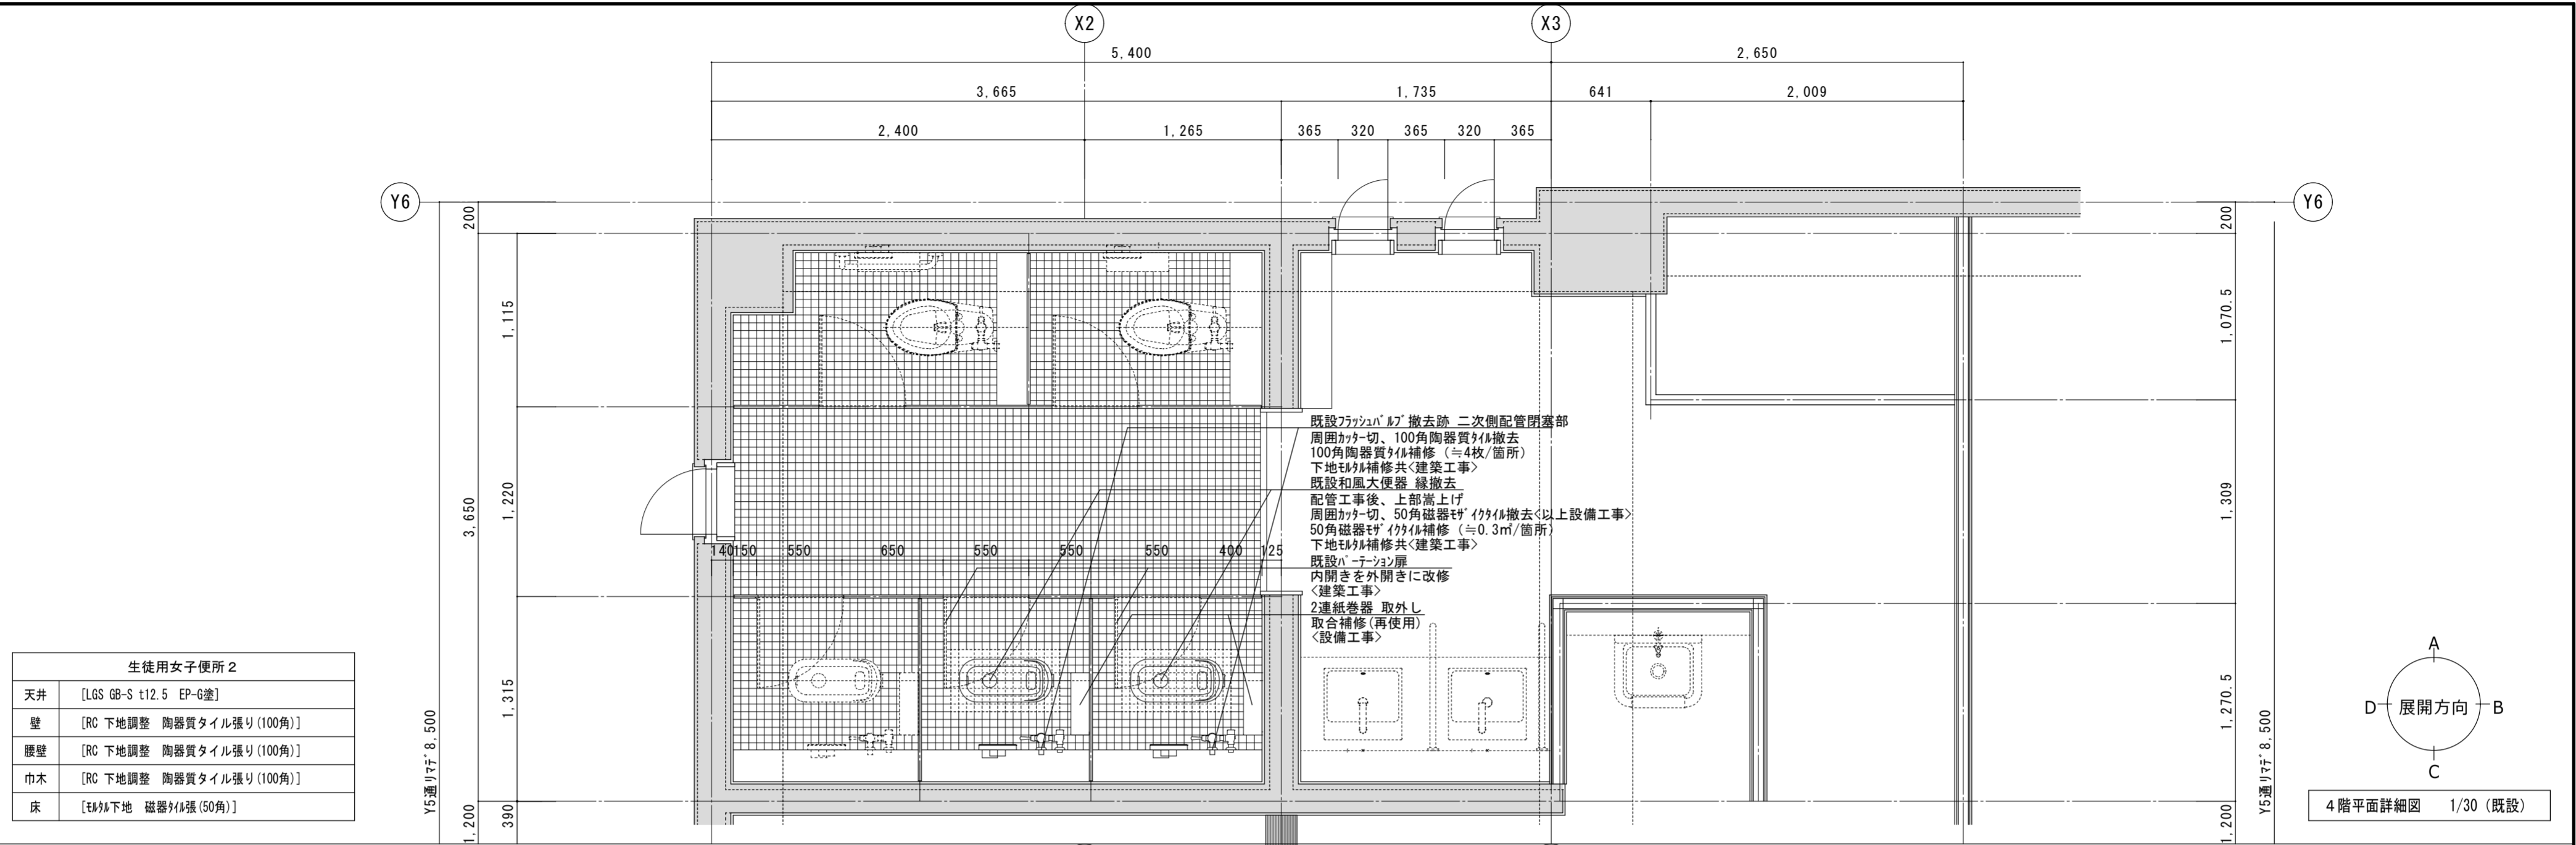 X2
X3
5,400
2,650
3,665
1,735
641
2,009
2,400
1,265
365
320
365
320
365
Y6
Y6
200
1,115
3,650
1,220
1,315
390
1,200
Y5通リマデ8,500
200
1,070.5
1,309
1,270.5
1,200
Y5通リマデ8,500
140
150
550
650
550
550
550
400
125
既設フラッシュバルブ撤去跡 二次側配管閉塞部
周囲カッター切、100角陶器質タイル撤去
100角陶器質タイル補修（≒4枚/箇所）
下地モルタル補修共<建築工事>
既設和風大便器 縁撤去
配管工事後、上部嵩上げ
周囲カッター切、50角磁器モザイクタイル撤去<以上設備工事>
50角磁器モザイクタイル補修（≒0.3㎡/箇所）
下地モルタル補修共<建築工事>
既設パーテーション扉
内開きを外開きに改修
<建築工事>
2連紙巻器 取外し
取合補修(再使用)
<設備工事>
生徒用女子便所２
天井 [LGS GB-S t12.5 EP-G塗]
壁 [RC 下地調整 陶器質タイル張り(100角)]
腰壁 [RC 下地調整 陶器質タイル張り(100角)]
巾木 [RC 下地調整 陶器質タイル張り(100角)]
床 [モルタル下地 磁器タイル張(50角)]
A
D 展開方向 B
C
４階平面詳細図 1/30（既設）